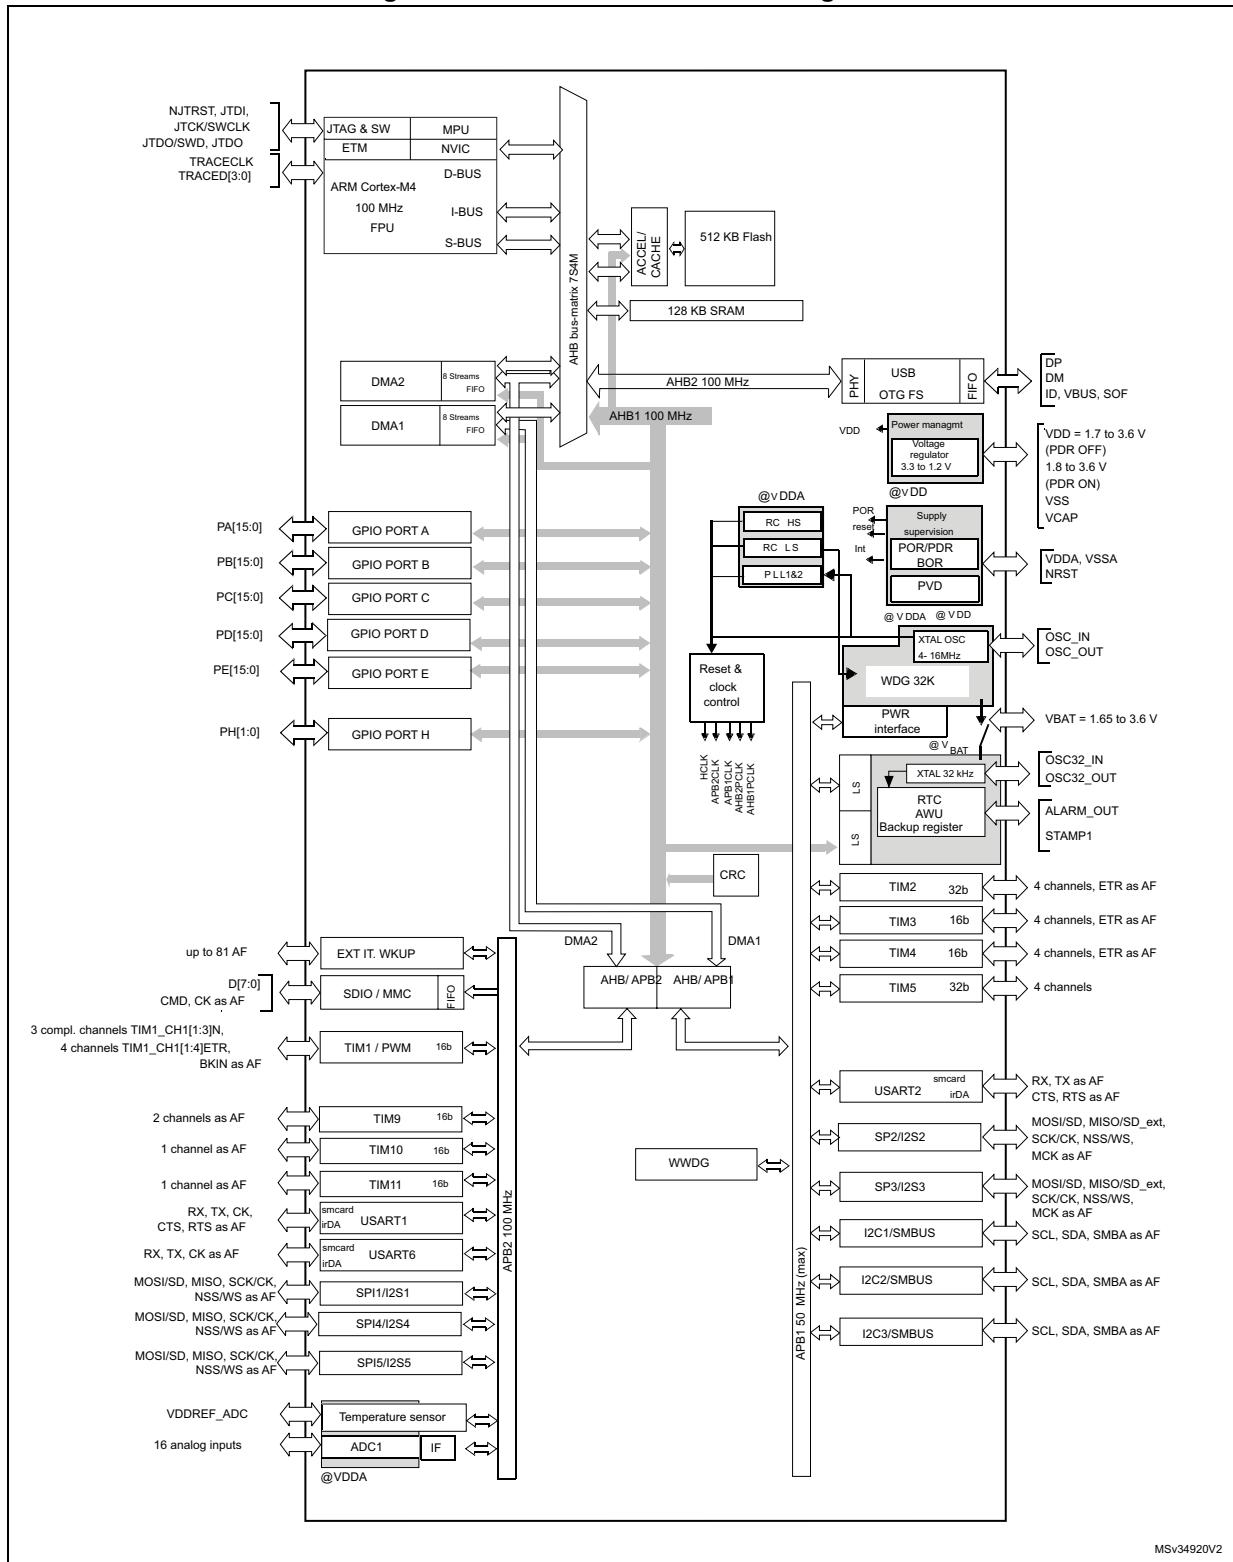 NJTRST, JTDI,
JTCK/SWCLK
JTDO/SWD, JTDO
TRACECLK
TRACED[3:0]
JTAG & SW
MPU
ETM
NVIC
D-BUS
ARM Cortex-M4
100 MHz
FPU
I-BUS
S-BUS
AHB bus-matrix 7S4M
ACCEL/
CACHE
512 KB Flash
128 KB SRAM
DMA2
8 Streams
FIFO
DMA1
8 Streams
FIFO
AHB2 100 MHz
AHB1 100 MHz
PHY
USB
OTG FS
FIFO
DP
DM
ID, VBUS, SOF
VDD
Power managmt
Voltage
regulator
3.3 to 1.2 V
@V DD
VDD = 1.7 to 3.6 V
(PDR OFF)
1.8 to 3.6 V
(PDR ON)
VSS
VCAP
@V DDA
RC HS
RC LS
PLL1&2
POR
reset
Int
Supply
supervision
POR/PDR
BOR
PVD
VDDA, VSSA
NRST
@ V DDA @ V DD
XTAL OSC
4- 16MHz
OSC_IN
OSC_OUT
WDG 32K
Reset &
clock
control
HCLK
APB2CLK
APB1CLK
AHB2PCLK
AHB1PCLK
PWR
interface
VBAT = 1.65 to 3.6 V
@ V BAT
LS
LS
XTAL 32 kHz
OSC32_IN
OSC32_OUT
RTC
AWU
Backup register
ALARM_OUT
STAMP1
PA[15:0]
GPIO PORT A
PB[15:0]
GPIO PORT B
PC[15:0]
GPIO PORT C
PD[15:0]
GPIO PORT D
PE[15:0]
GPIO PORT E
PH[1:0]
GPIO PORT H
CRC
TIM2 32b
4 channels, ETR as AF
TIM3 16b
4 channels, ETR as AF
TIM4 16b
4 channels, ETR as AF
TIM5 32b
4 channels
DMA2
DMA1
AHB/ APB2
AHB/ APB1
up to 81 AF
EXT IT. WKUP
D[7:0]
CMD, CK as AF
SDIO / MMC
FIFO
3 compl. channels TIM1_CH1[1:3]N,
4 channels TIM1_CH1[1:4]ETR,
BKIN as AF
TIM1 / PWM 16b
2 channels as AF
TIM9 16b
1 channel as AF
TIM10 16b
1 channel as AF
TIM11 16b
RX, TX, CK,
CTS, RTS as AF
smcard
irDA
USART1
RX, TX, CK as AF
smcard
irDA
USART6
MOSI/SD, MISO, SCK/CK,
NSS/WS as AF
SPI1/I2S1
MOSI/SD, MISO, SCK/CK,
NSS/WS as AF
SPI4/I2S4
MOSI/SD, MISO, SCK/CK,
NSS/WS as AF
SPI5/I2S5
VDDREF_ADC
Temperature sensor
16 analog inputs
ADC1
IF
@VDDA
APB2 100 MHz
WWDG
APB1 50 MHz (max)
USART2
smcard
irDA
RX, TX as AF
CTS, RTS as AF
SP2/I2S2
MOSI/SD, MISO/SD_ext,
SCK/CK, NSS/WS,
MCK as AF
SP3/I2S3
MOSI/SD, MISO/SD_ext,
SCK/CK, NSS/WS,
MCK as AF
I2C1/SMBUS
SCL, SDA, SMBA as AF
I2C2/SMBUS
SCL, SDA, SMBA as AF
I2C3/SMBUS
SCL, SDA, SMBA as AF
MSv34920V2